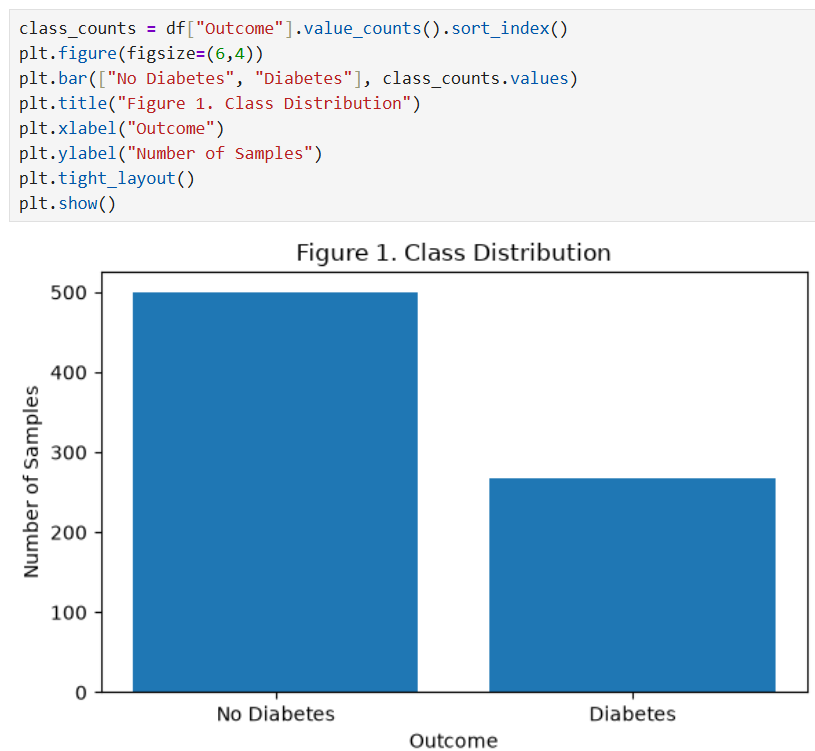 class_counts = df["Outcome"].value_counts().sort_index()
plt.figure(figsize=(6,4))
plt.bar(["No Diabetes", "Diabetes"], class_counts.values)
plt.title("Figure 1. Class Distribution")
plt.xlabel("Outcome")
plt.ylabel("Number of Samples")
plt.tight_layout()
plt.show()
Figure 1. Class Distribution
Number of Samples
500
400
300
200
100
0
No Diabetes Diabetes
Outcome